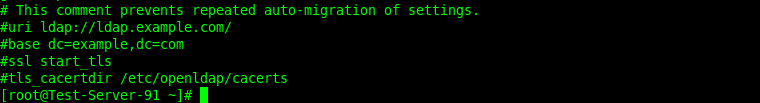 # This comment prevents repeated auto-migration of settings.
#uri ldap://ldap.example.com/
#base dc=example,dc=com
#ssl start_tls
#tls_cacertdir /etc/openldap/cacerts
[root@Test-Server-91 ~]#